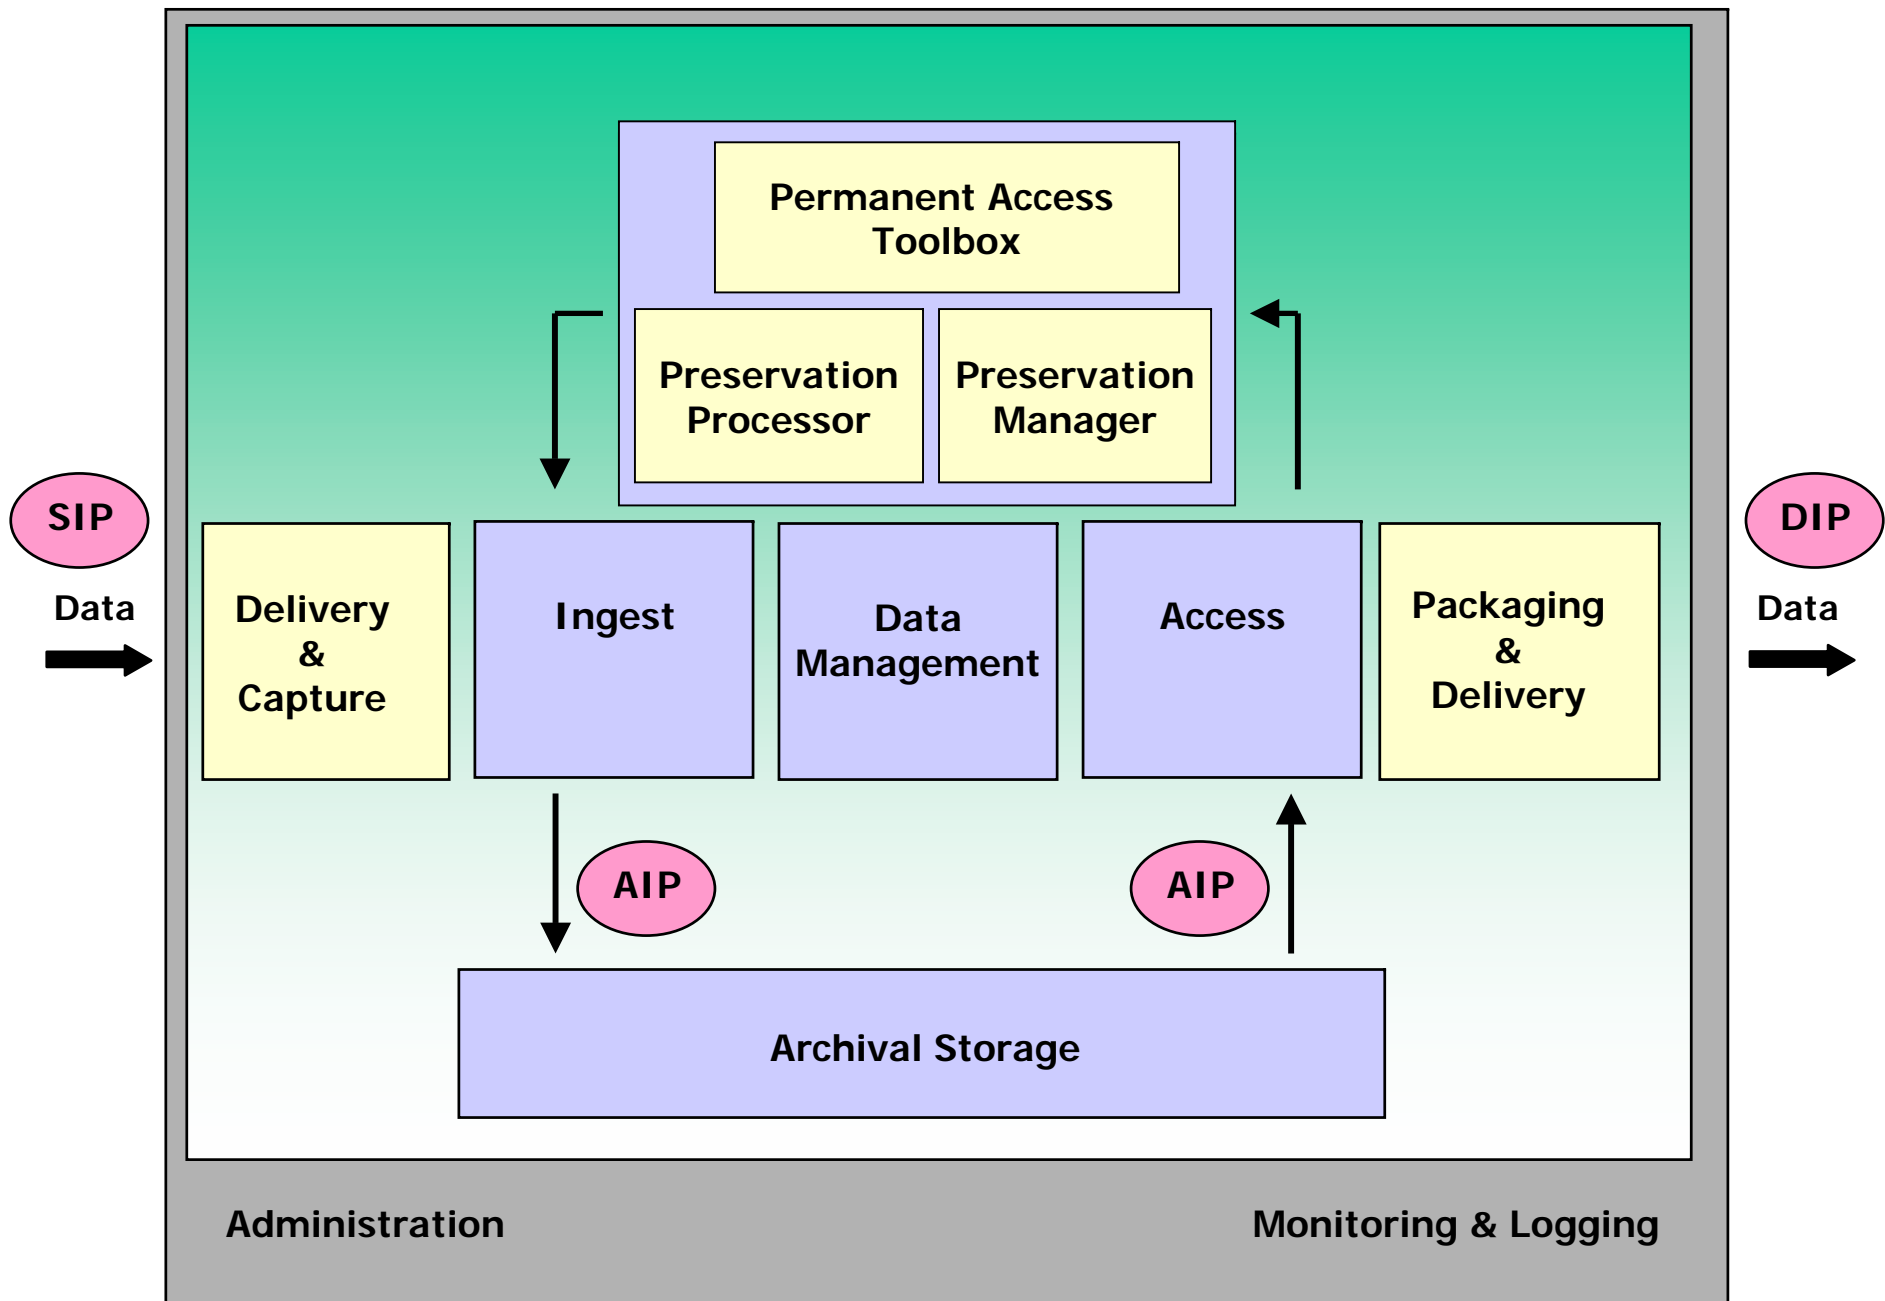 Permanent Access
Toolbox
Preservation
Processor
Preservation
Manager
SIP
Data
Delivery
&
Capture
Ingest
Data
Management
Access
Packaging
&
Delivery
DIP
Data
AIP
AIP
Archival Storage
Administration
Monitoring & Logging